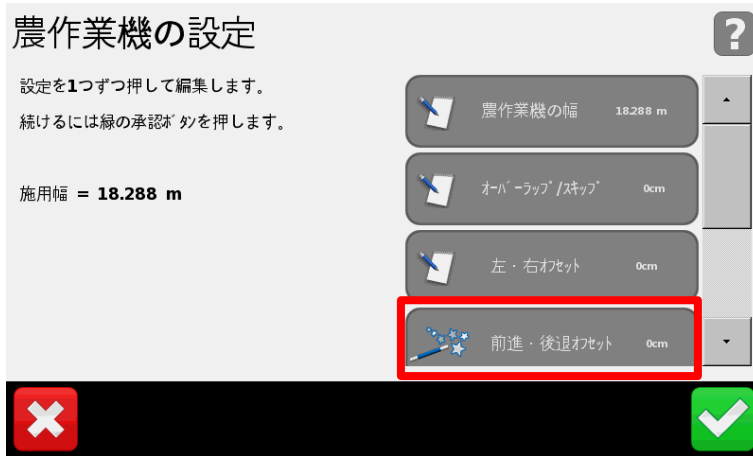 農作業機の設定
?
設定を1つずつ押して編集します。
続けるには緑の承認ﾎﾞﾀﾝを押します。
施用幅 = 18.288 m
農作業機の幅 18.288 m
ｵｰﾊﾞｰﾗｯﾌﾟ/ｽｷｯﾌﾟ 0cm
左・右ｵﾌｾｯﾄ 0cm
前進・後退ｵﾌｾｯﾄ 0cm